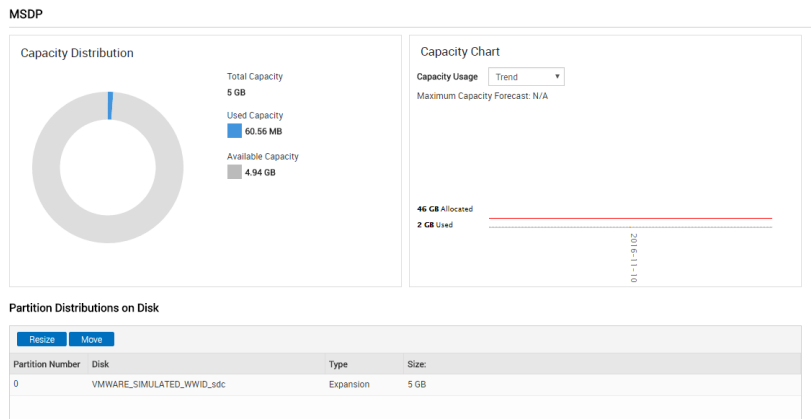 MSDP
Capacity Distribution
Total Capacity
5 GB
Used Capacity
60.56 MB
Available Capacity
4.94 GB
Capacity Chart
Capacity Usage Trend
Maximum Capacity Forecast: N/A
46 GB Allocated
2 GB Used
2016-11-10
Partition Distributions on Disk
Resize Move
Partition Number Disk Type Size:
0 VMWARE_SIMULATED_WWID_sdc Expansion 5 GB